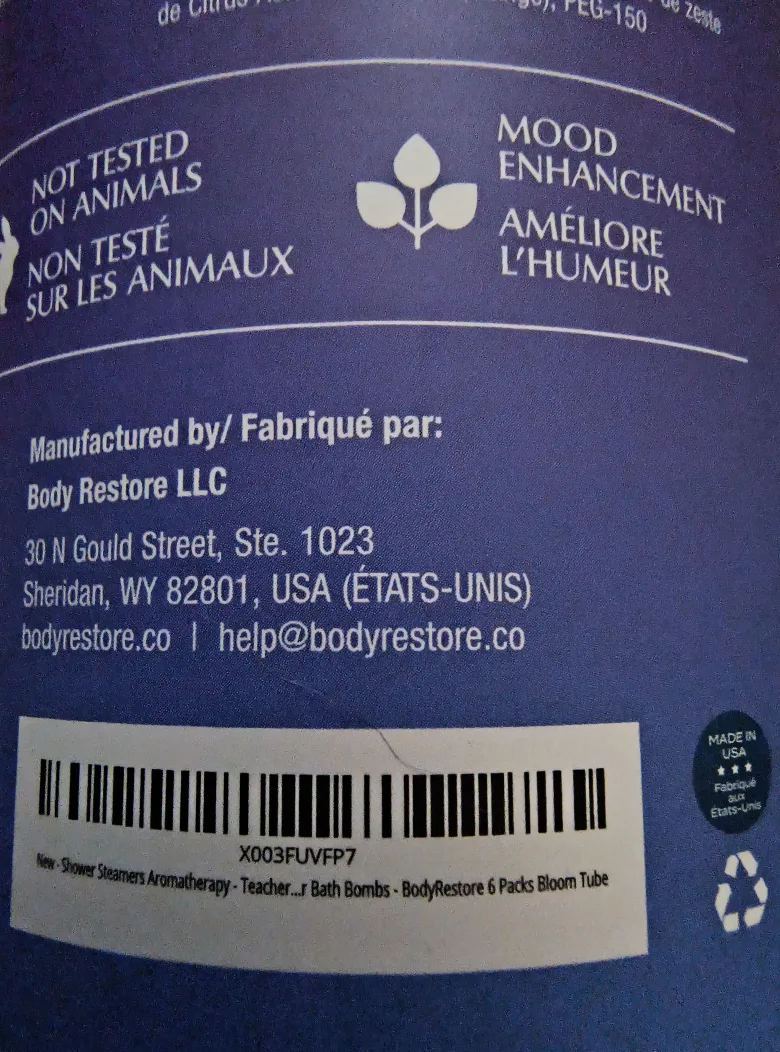 de Citrus
PEG-150
de zeste
NOT TESTED
ON ANIMALS
NON TESTÉ
SUR LES ANIMAUX
MOOD
ENHANCEMENT
AMÉLIORE
L'HUMEUR
Manufactured by/ Fabriqué par:
Body Restore LLC
30 N Gould Street, Ste. 1023
Sheridan, WY 82801, USA (ÉTATS-UNIS)
bodyrestore.co | help@bodyrestore.co
X003FUVFP7
New - Shower Steamers Aromatherapy - Teacher...r Bath Bombs - BodyRestore 6 Packs Bloom Tube
MADE IN
USA
Fabriqué
aux
États-Unis